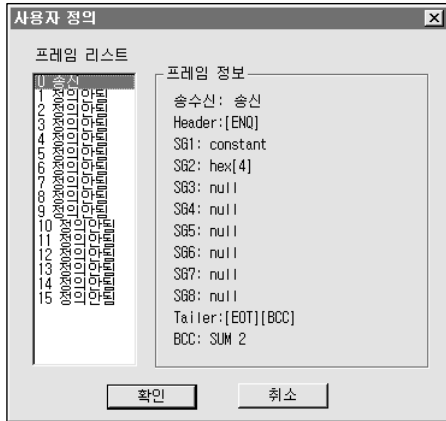 사용자 정의
프레임 리스트
0 송신
1 정의안됨
2 정의안됨
3 정의안됨
4 정의안됨
5 정의안됨
6 정의안됨
7 정의안됨
8 정의안됨
9 정의안됨
10 정의안됨
11 정의안됨
12 정의안됨
13 정의안됨
14 정의안됨
15 정의안됨
프레임 정보
송수신: 송신
Header:[ENQ]
SG1: constant
SG2: hex[4]
SG3: null
SG4: null
SG5: null
SG6: null
SG7: null
SG8: null
Tailer:[EOT][BCC]
BCC: SUM 2
확인
취소